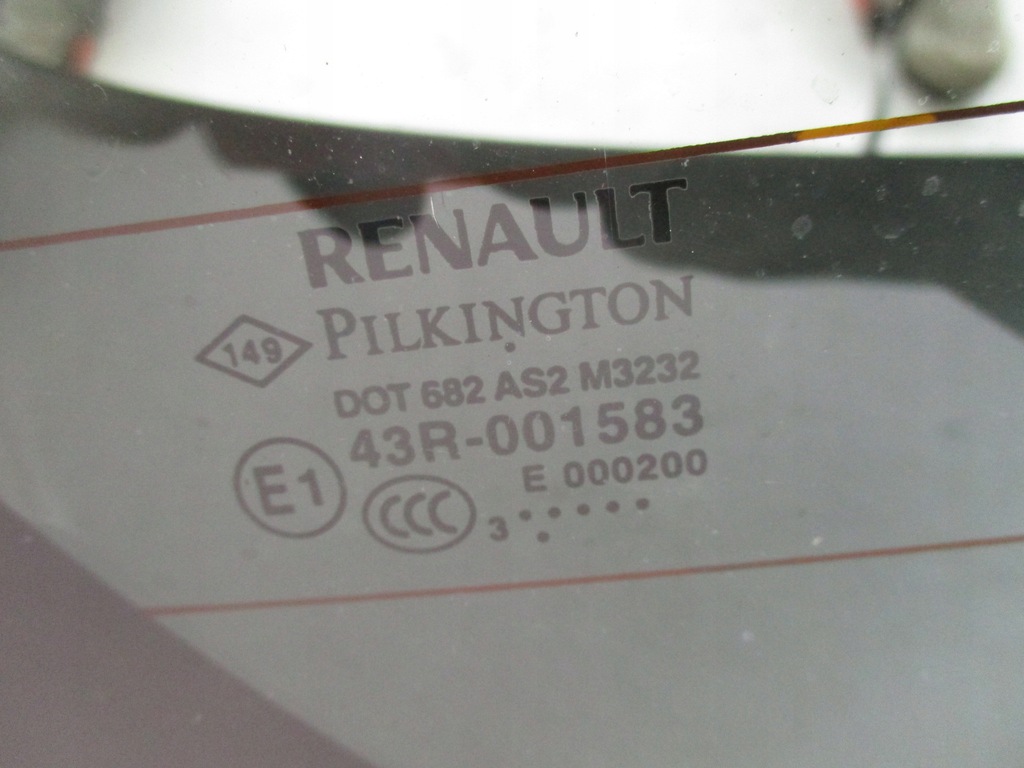 RENAULT
149 PILKINGTON
DOT 682 AS2 M3232
43R-001583
E1 CCC E 000200
3 . . . . . .